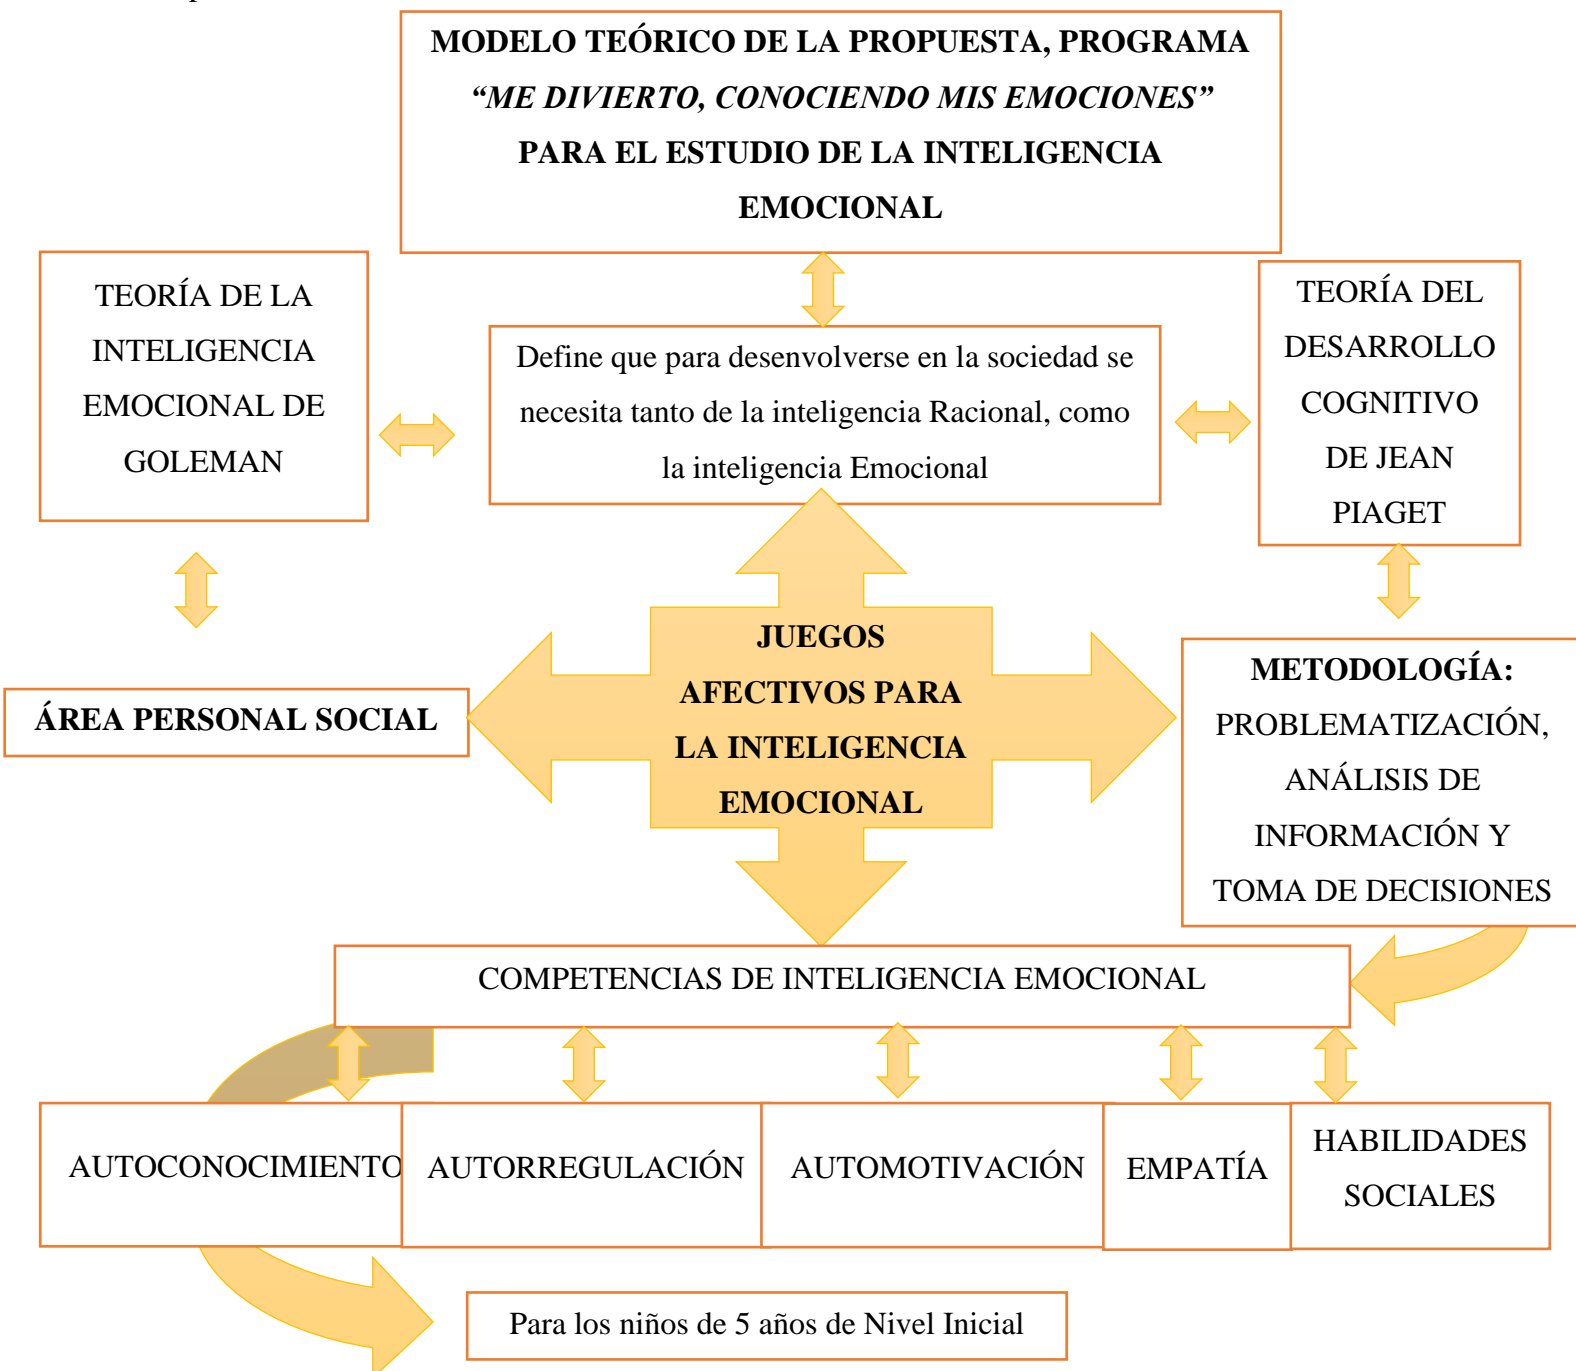 MODELO TEÓRICO DE LA PROPUESTA, PROGRAMA
“ME DIVIERTO, CONOCIENDO MIS EMOCIONES”
PARA EL ESTUDIO DE LA INTELIGENCIA
EMOCIONAL
TEORÍA DE LA
INTELIGENCIA
EMOCIONAL DE
GOLEMAN
Define que para desenvolverse en la sociedad se
necesita tanto de la inteligencia Racional, como
la inteligencia Emocional
TEORÍA DEL
DESARROLLO
COGNITIVO
DE JEAN
PIAGET
ÁREA PERSONAL SOCIAL
JUEGOS
AFECTIVOS PARA
LA INTELIGENCIA
EMOCIONAL
METODOLOGÍA:
PROBLEMATIZACIÓN,
ANÁLISIS DE
INFORMACIÓN Y
TOMA DE DECISIONES
COMPETENCIAS DE INTELIGENCIA EMOCIONAL
AUTOCONOCIMIENTO
AUTORREGULACIÓN
AUTOMOTIVACIÓN
EMPATÍA
HABILIDADES
SOCIALES
Para los niños de 5 años de Nivel Inicial